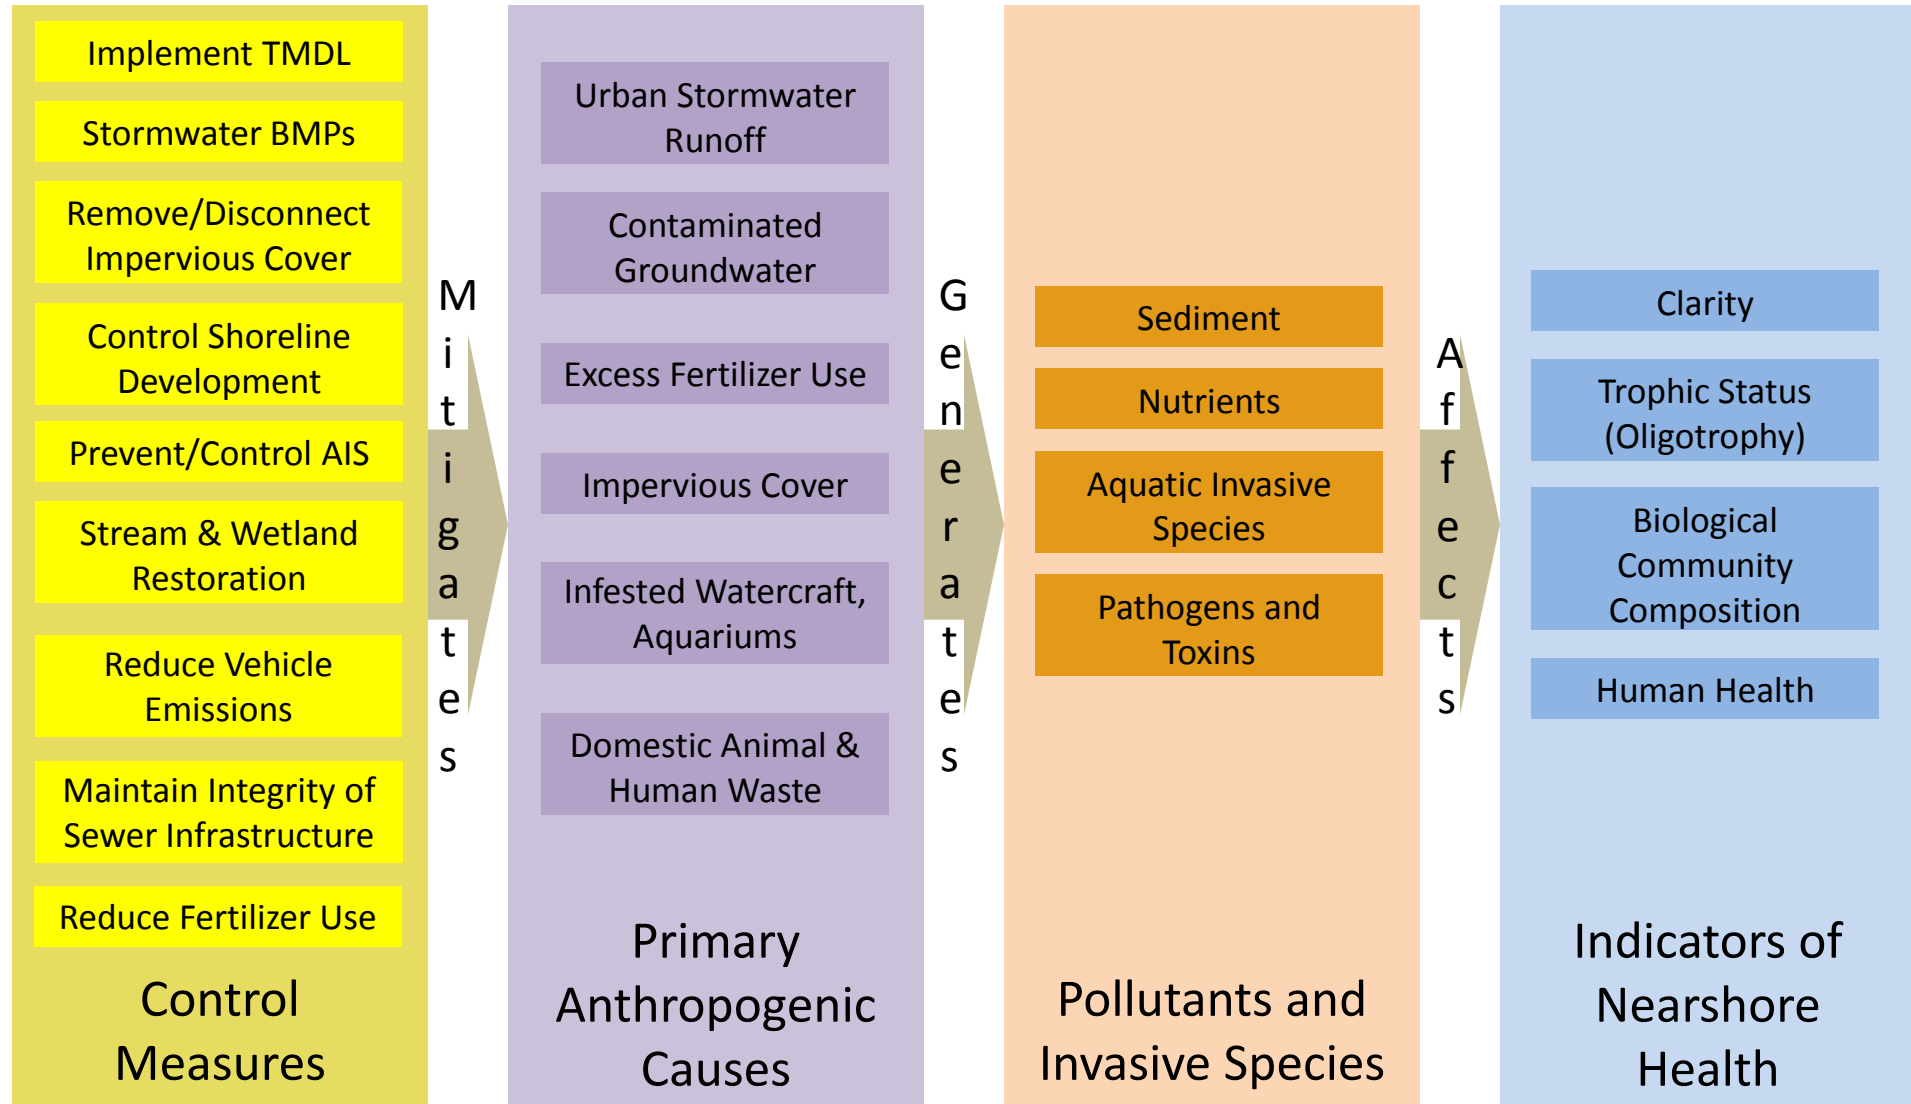 Implement TMDL
Stormwater BMPs
Remove/Disconnect
Impervious Cover
Control Shoreline
Development
Prevent/Control AIS
Stream & Wetland
Restoration
Reduce Vehicle
Emissions
Maintain Integrity of
Sewer Infrastructure
Reduce Fertilizer Use
Control
Measures
Mitigates
Urban Stormwater
Runoff
Contaminated
Groundwater
Excess Fertilizer Use
Impervious Cover
Infested Watercraft,
Aquariums
Domestic Animal &
Human Waste
Primary
Anthropogenic
Causes
Generates
Sediment
Nutrients
Aquatic Invasive
Species
Pathogens and
Toxins
Pollutants and
Invasive Species
Affects
Clarity
Trophic Status
(Oligotrophy)
Biological
Community
Composition
Human Health
Indicators of
Nearshore
Health